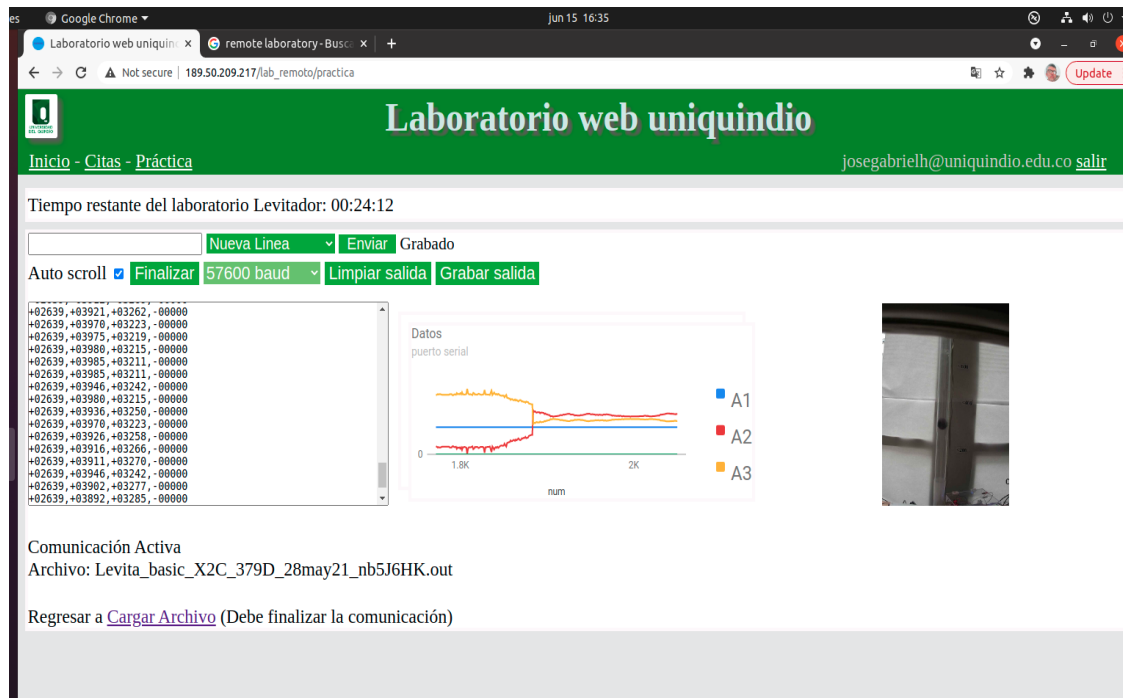 es Google Chrome jun 15 16:35
Laboratorio web uniquind remote laboratory - Busca
Not secure | 189.50.209.217/lab_remoto/practica Update
Laboratorio web uniquindio
Inicio - Citas - Práctica josegabrielh@uniquindio.edu.co salir
Tiempo restante del laboratorio Levitador: 00:24:12
Nueva Linea Enviar Grabado
Auto scroll Finalizar 57600 baud Limpiar salida Grabar salida
+02639,+03921,+03262,-00000
+02639,+03970,+03223,-00000
+02639,+03975,+03219,-00000
+02639,+03980,+03215,-00000
+02639,+03985,+03211,-00000
+02639,+03985,+03211,-00000
+02639,+03946,+03242,-00000
+02639,+03980,+03215,-00000
+02639,+03936,+03250,-00000
+02639,+03970,+03223,-00000
+02639,+03926,+03258,-00000
+02639,+03916,+03266,-00000
+02639,+03911,+03270,-00000
+02639,+03946,+03242,-00000
+02639,+03902,+03277,-00000
+02639,+03892,+03285,-00000
Datos
puerto serial
A1
A2
A3
0
1.8K 2K
num
Comunicación Activa
Archivo: Levita_basic_X2C_379D_28may21_nb5J6HK.out
Regresar a Cargar Archivo (Debe finalizar la comunicación)